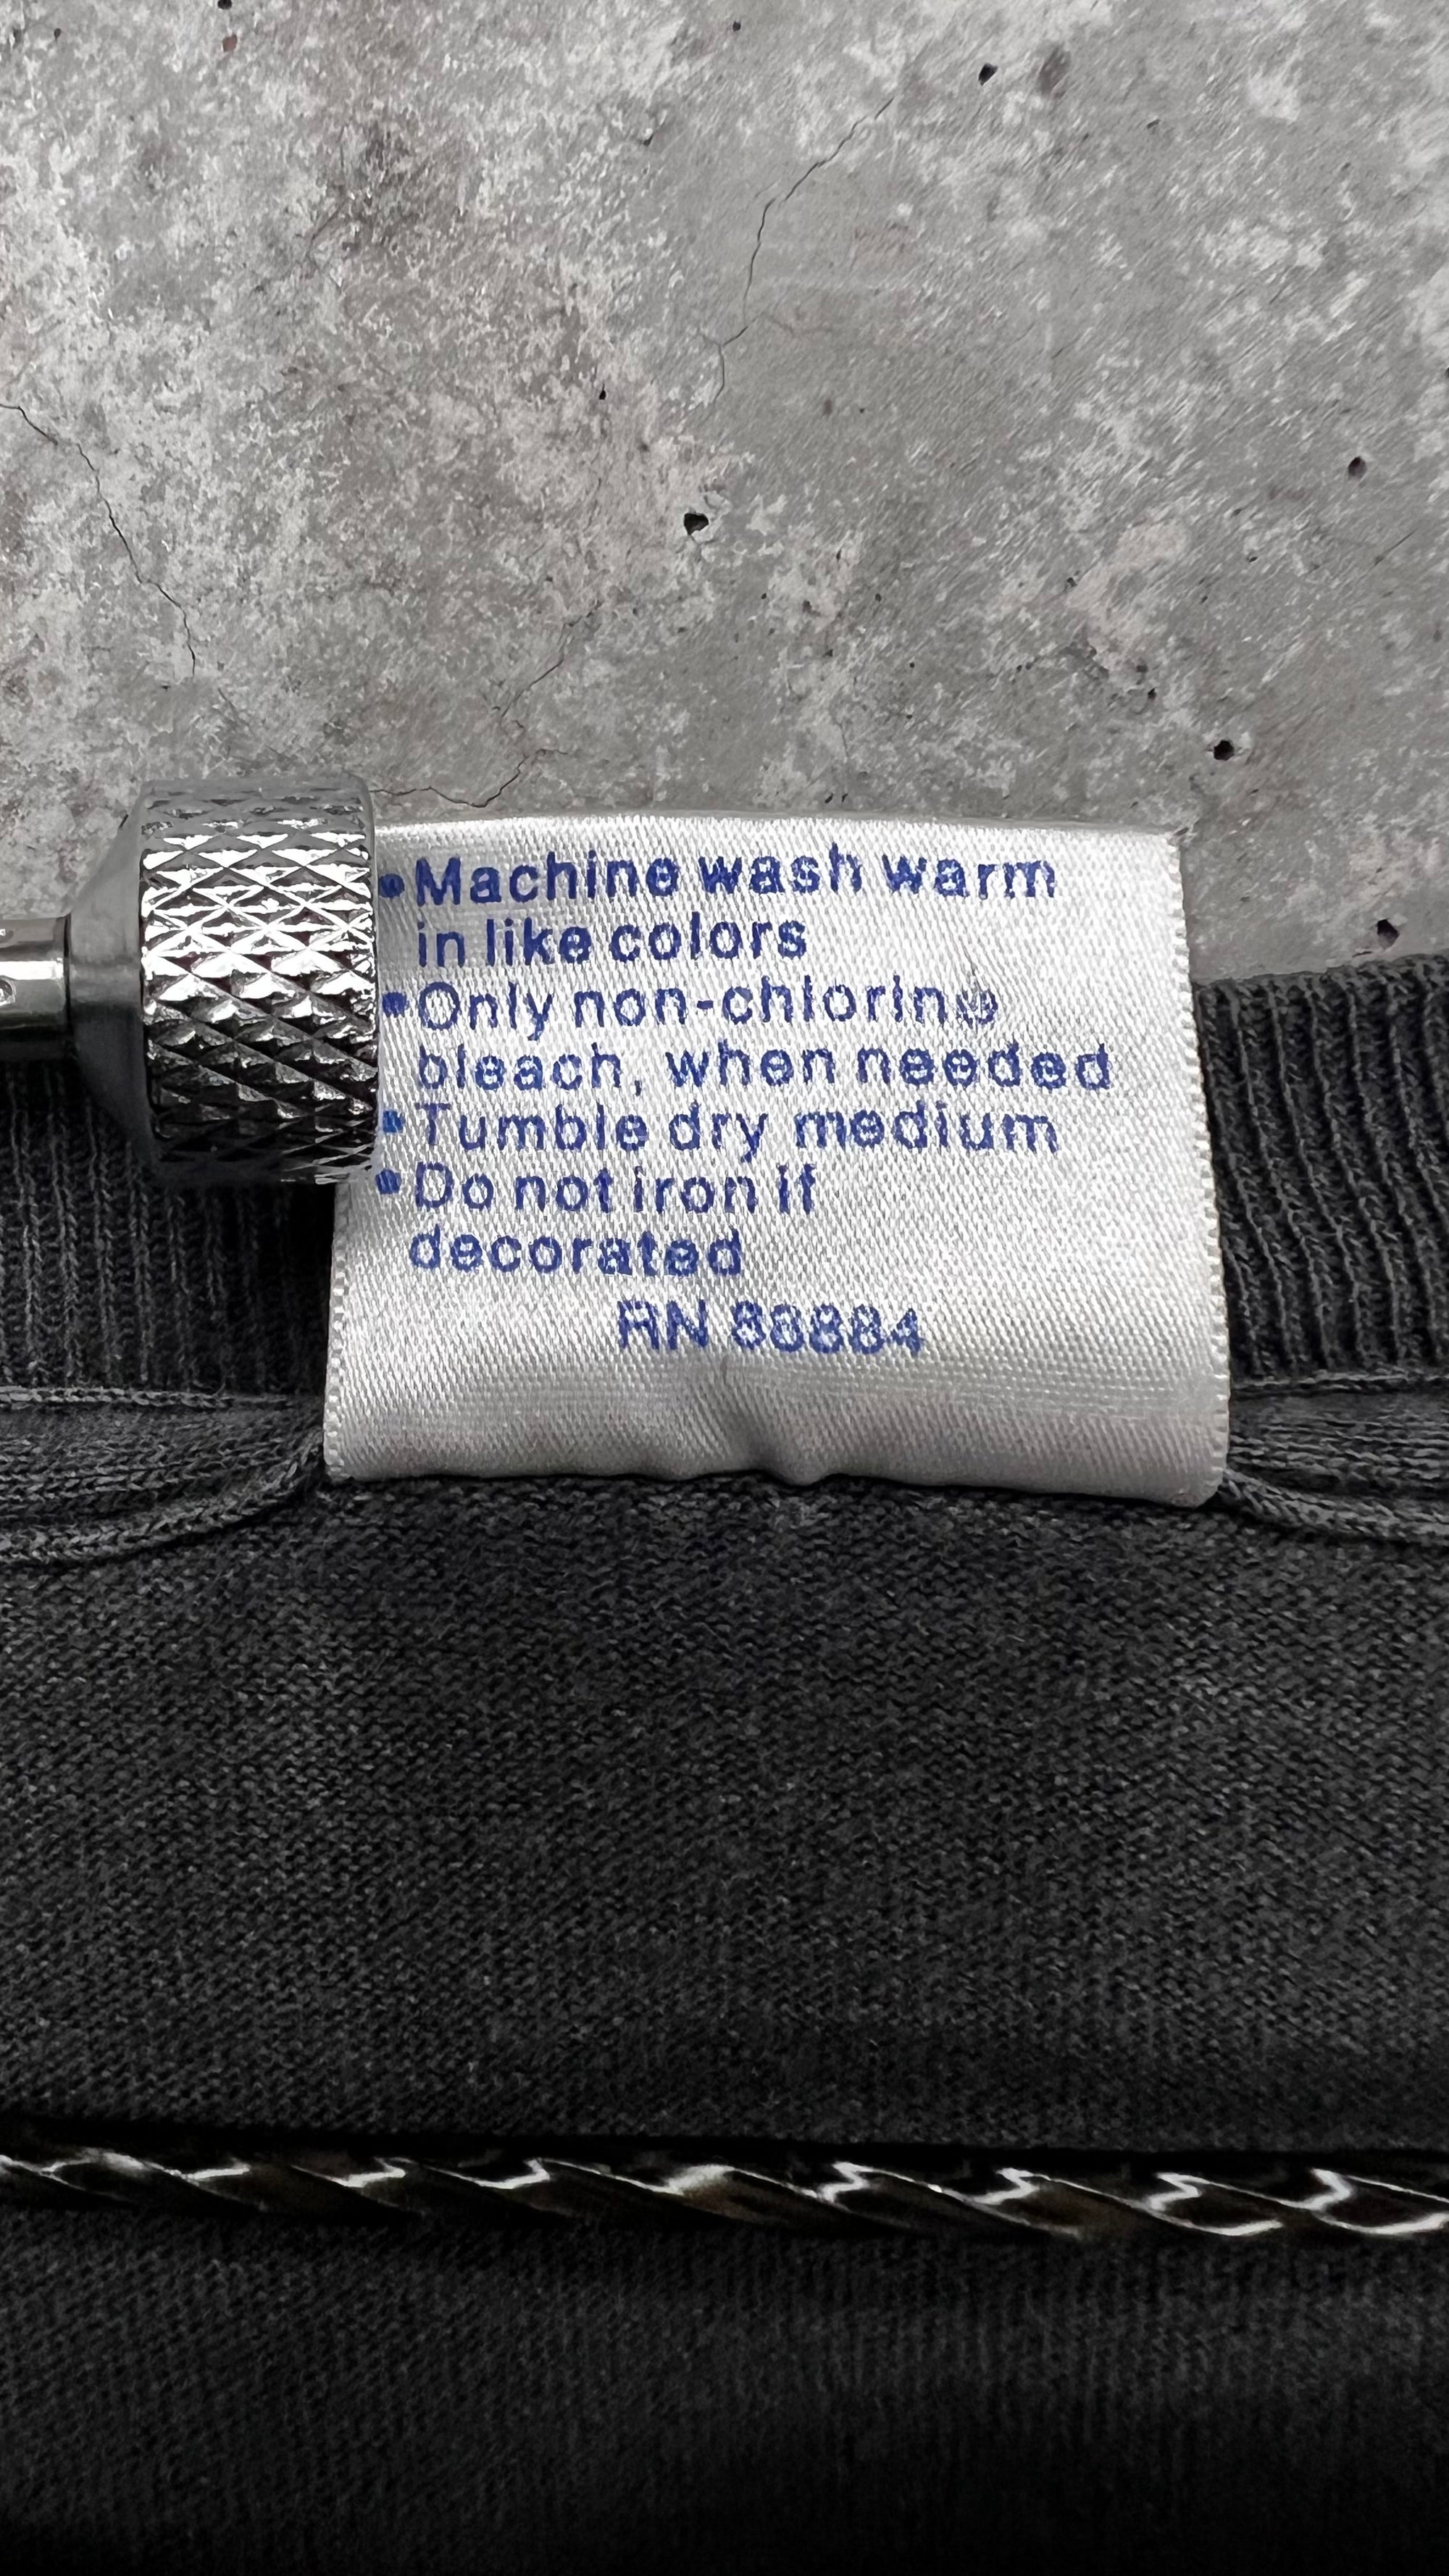 •Machine wash warm
in like colors
•Only non-chlorine
bleach, when needed
•Tumble dry medium
•Do not iron if
decorated
RN 88884